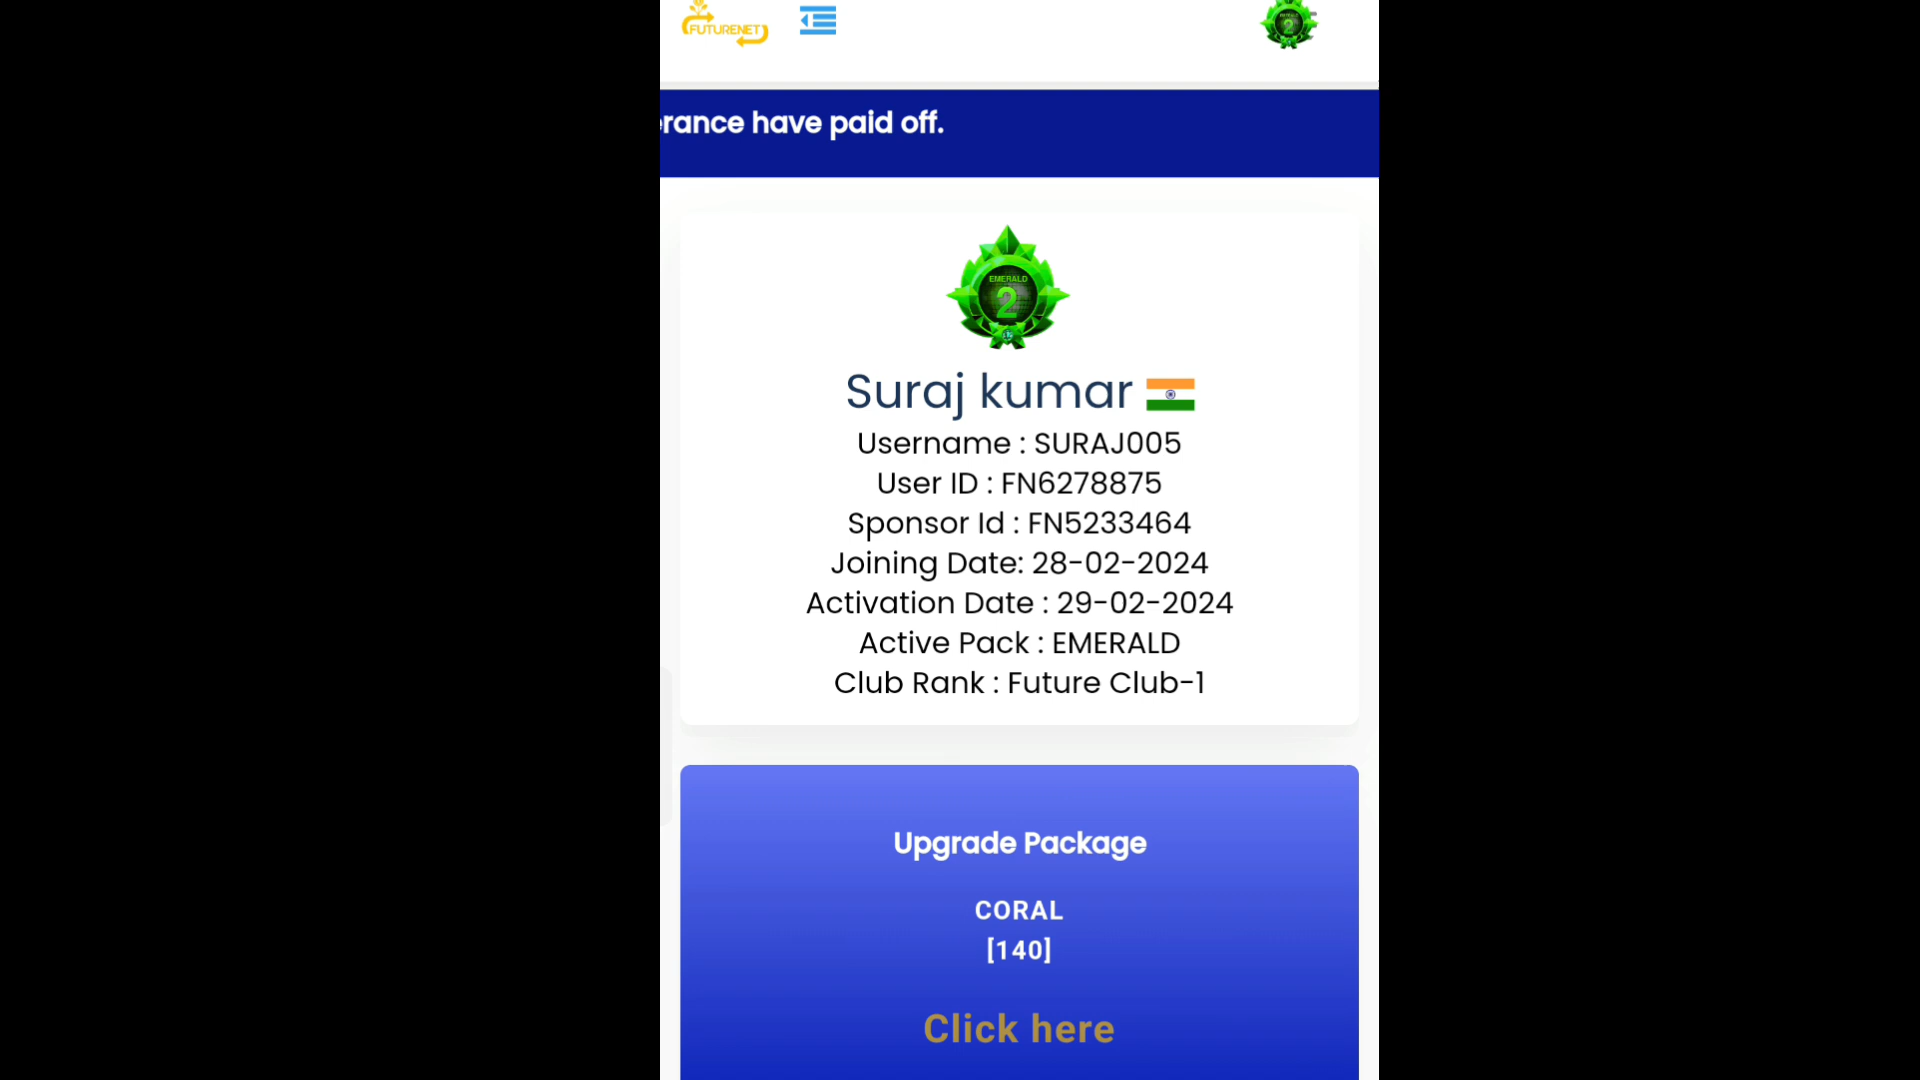 FUTURENET
2
erance have paid off.
EMERALD
2
Suraj kumar
Username : SURAJ005
User ID : FN6278875
Sponsor Id : FN5233464
Joining Date: 28-02-2024
Activation Date : 29-02-2024
Active Pack : EMERALD
Club Rank : Future Club-1
Upgrade Package
CORAL
[140]
Click here